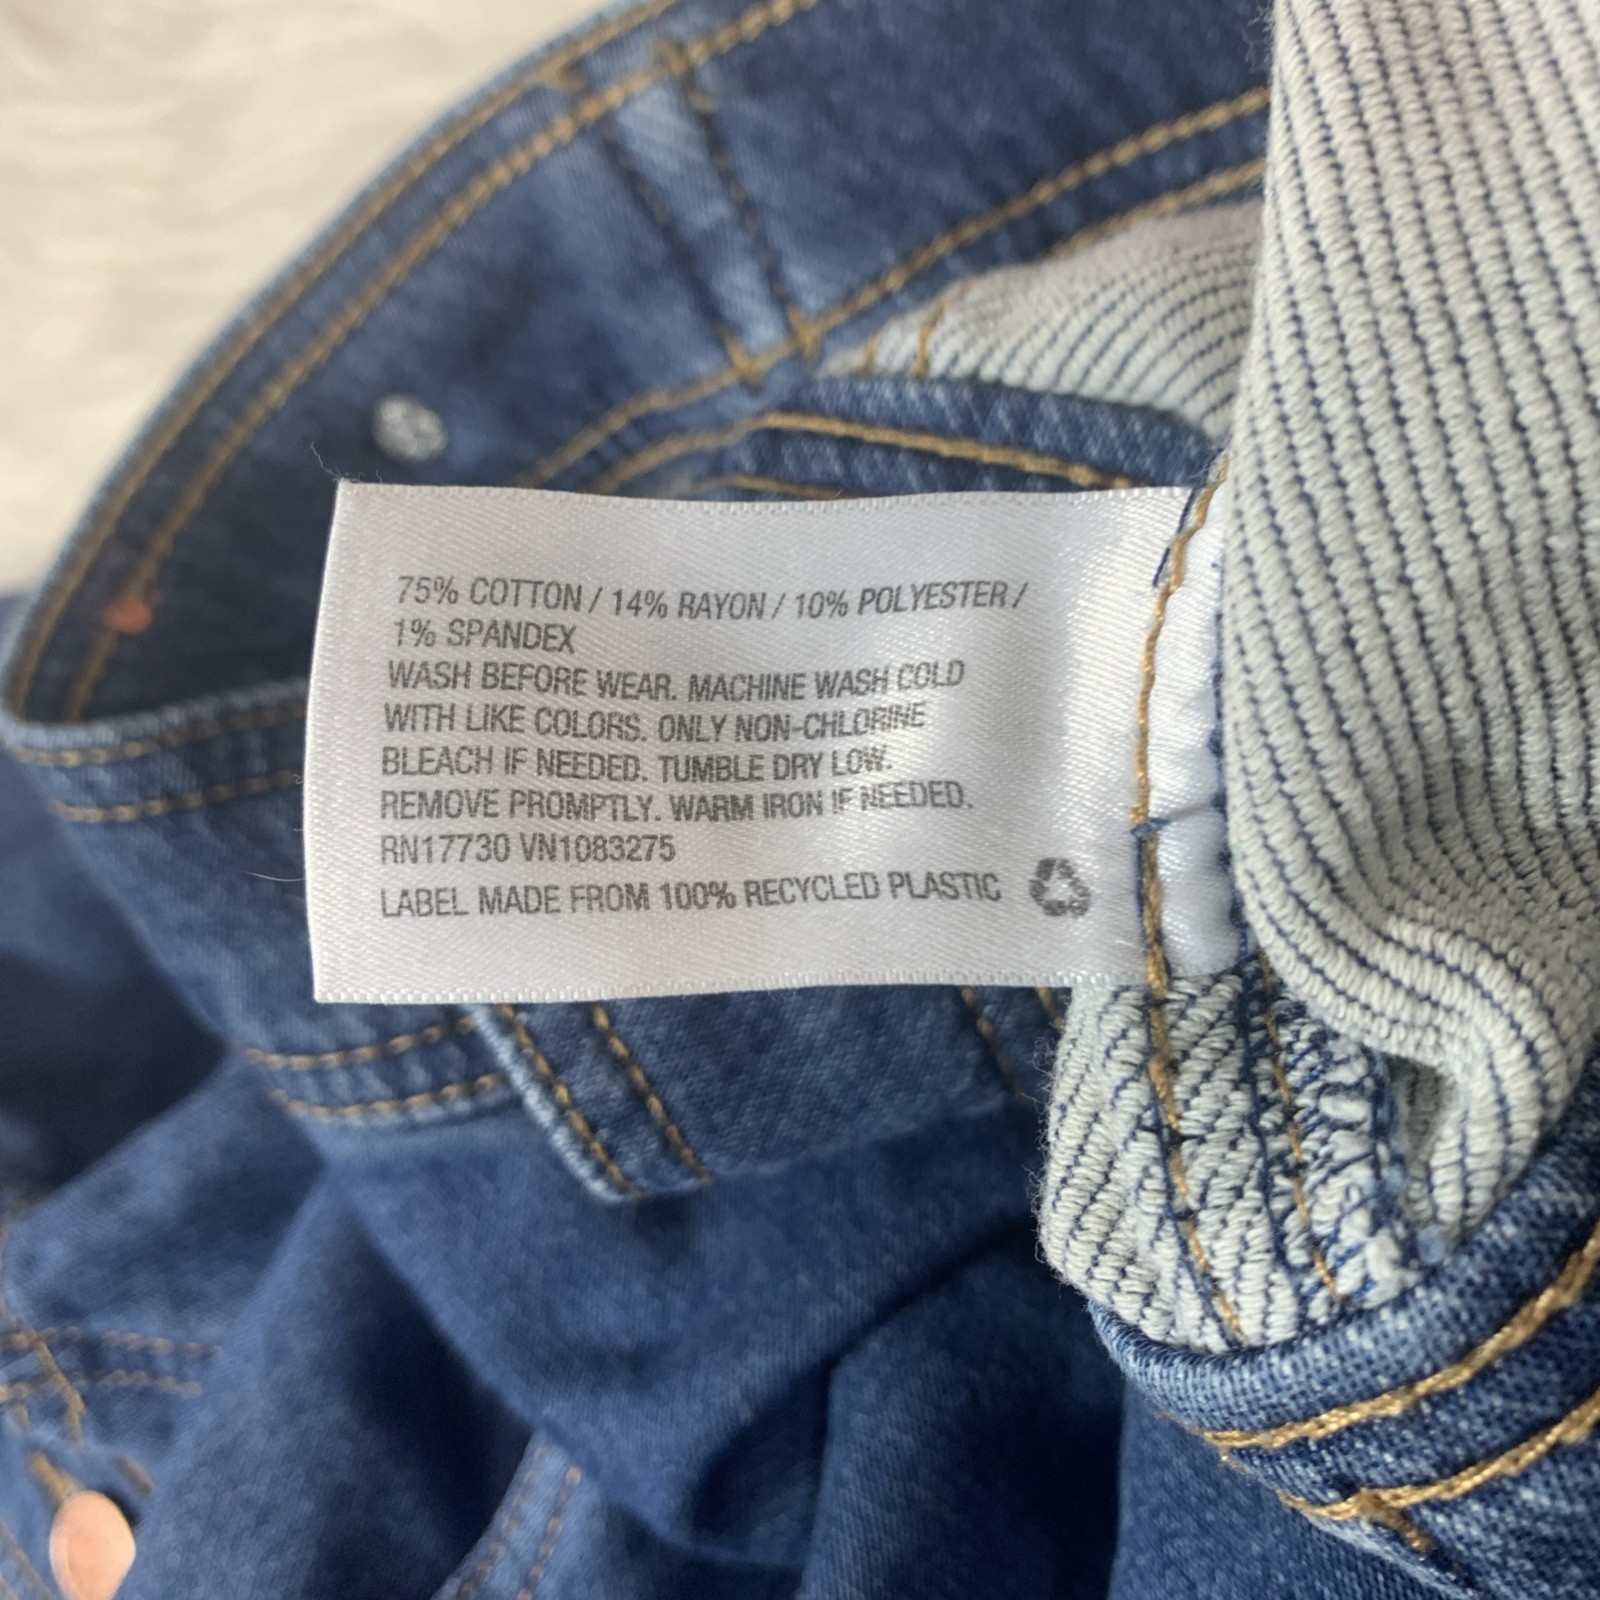 75% COTTON / 14% RAYON / 10% POLYESTER /
1% SPANDEX
WASH BEFORE WEAR. MACHINE WASH COLD
WITH LIKE COLORS. ONLY NON-CHLORINE
BLEACH IF NEEDED. TUMBLE DRY LOW.
REMOVE PROMPTLY. WARM IRON IF NEEDED.
RN17730 VN1083275
LABEL MADE FROM 100% RECYCLED PLASTIC